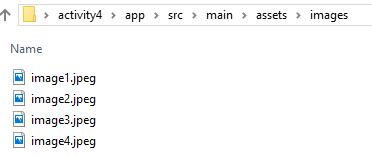 activity4 > app > src > main > assets > images
Name
image1.jpeg
image2.jpeg
image3.jpeg
image4.jpeg